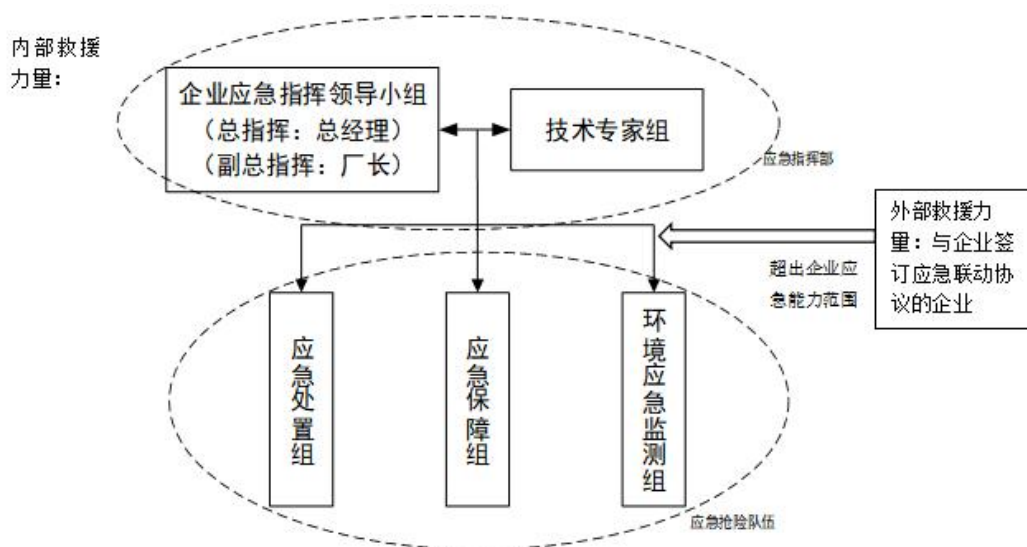 内部救援
力量：
企业应急指挥领导小组
（总指挥：总经理）
（副总指挥：厂长）
技术专家组
应急指挥部
外部救援力
量：与企业签
订应急联动协
议的企业
超出企业应
急能力范围
应急处置组
应急保障组
环境应急监测组
应急抢险队伍